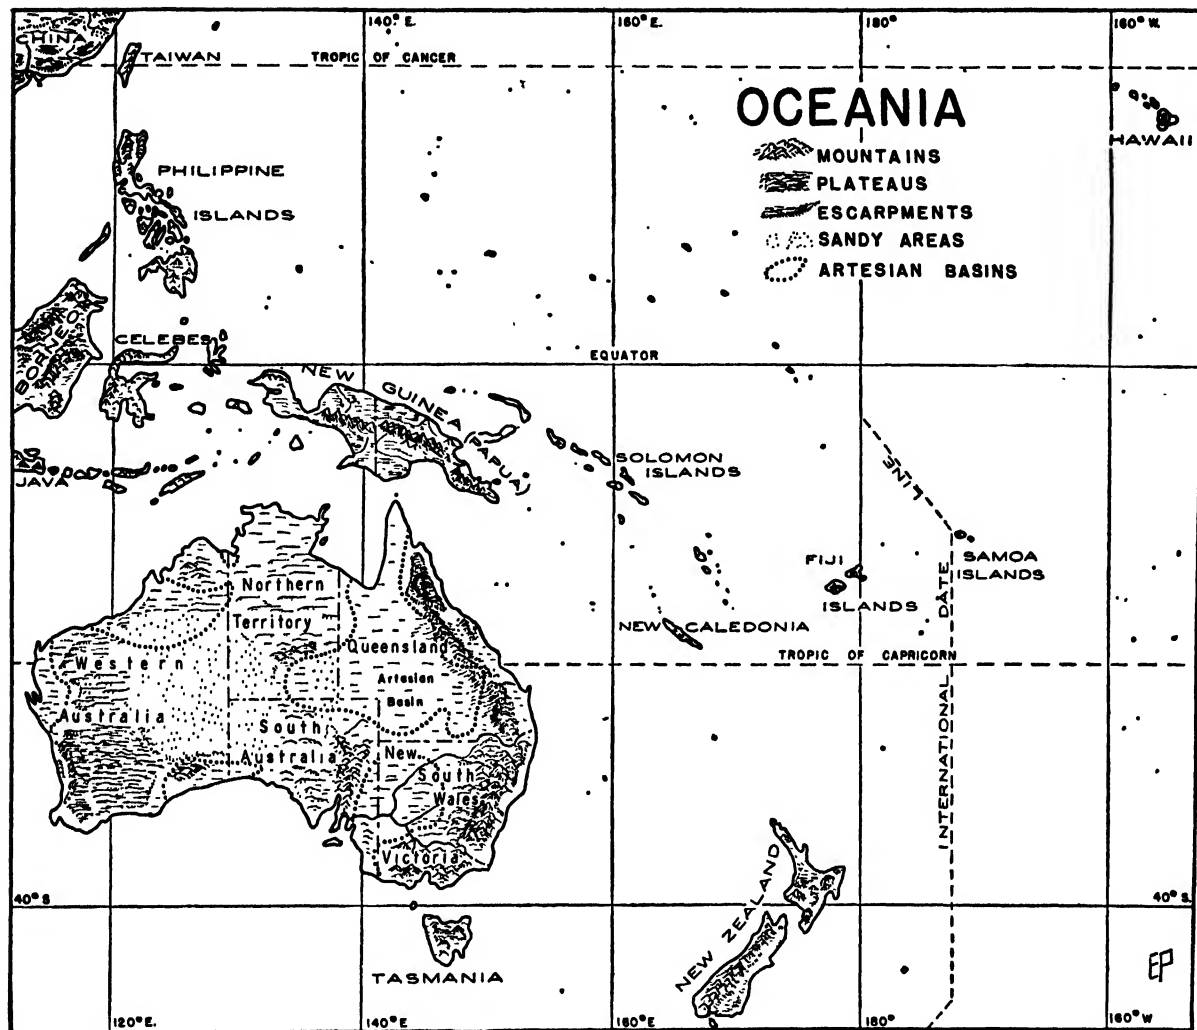 140° E.
160° E.
180°
160° W.
CHINA
TAIWAN
TROPIC OF CANCER
OCEANIA
HAWAII
MOUNTAINS
PLATEAUS
ESCARPMENTS
SANDY AREAS
ARTESIAN BASINS
PHILIPPINE
ISLANDS
BORNEO
CELEBES
EQUATOR
NEW GUINEA (PAPUA)
JAVA
SOLOMON
ISLANDS
LINE
SAMOA
ISLANDS
FIJI
ISLANDS
NEW CALEDONIA
TROPIC OF CAPRICORN
INTERNATIONAL DATE
Northern
Territory
Queensland
Artesian
Basin
Western
Australia
South
Australia
New
South
Wales
Victoria
40° S
40° S.
TASMANIA
NEW ZEALAND
EP
120° E.
140° E
160° E
180°
160° W